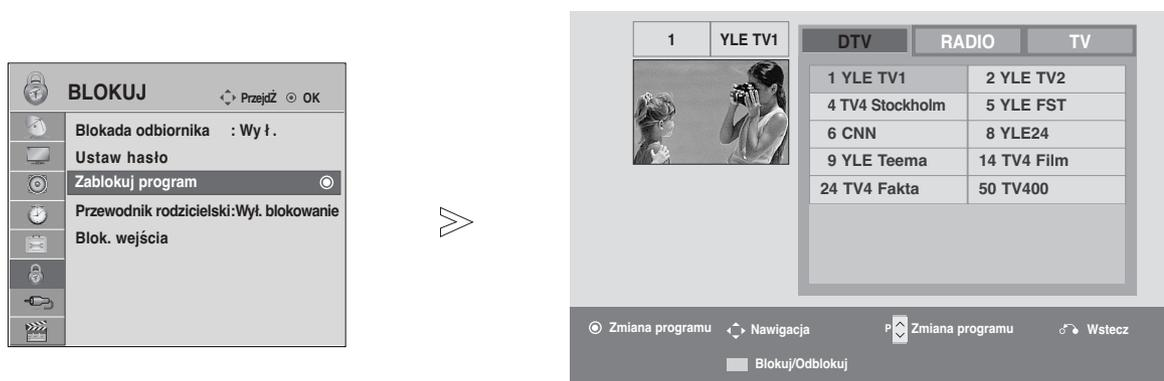 BLOKUJ
PrzejdŻ OK
Blokada odbiornika : Wy ł .
Ustaw hasło
Zablokuj program
Przewodnik rodzicielski:Wył. blokowanie
Blok. wejścia
1 YLE TV1
DTV RADIO TV
1 YLE TV1 2 YLE TV2
4 TV4 Stockholm 5 YLE FST
6 CNN 8 YLE24
9 YLE Teema 14 TV4 Film
24 TV4 Fakta 50 TV400
Zmiana programu Nawigacja P Zmiana programu Wstecz
Blokuj/Odblokuj